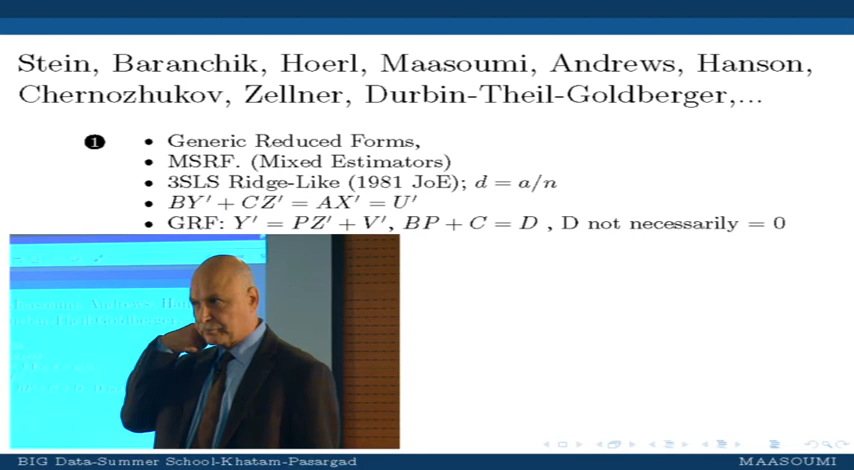 Stein, Baranchik, Hoerl, Maasoumi, Andrews, Hanson,
Chernozhukov, Zellner, Durbin-Theil-Goldberger,...
1
• Generic Reduced Forms,
• MSRF. (Mixed Estimators)
• 3SLS Ridge-Like (1981 JoE); d = a/n
• BY′ + CZ′ = AX′ = U′
• GRF: Y′ = PZ′ + V′, BP + C = D , D not necessarily = 0
BIG Data-Summer School-Khatam-Pasargad
MAASOUMI